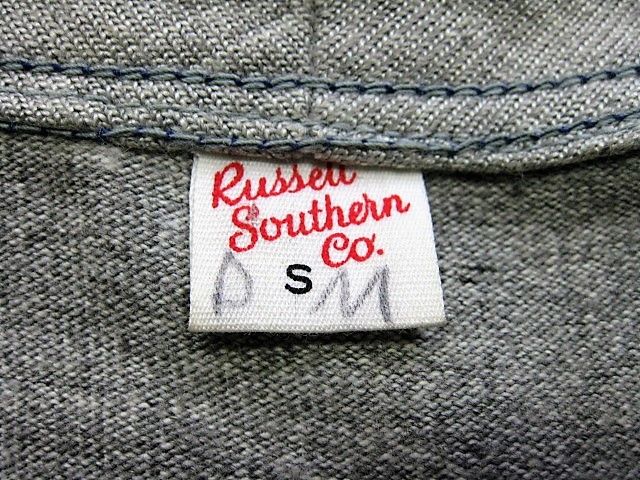 Russell
Southern
Co.
D S M